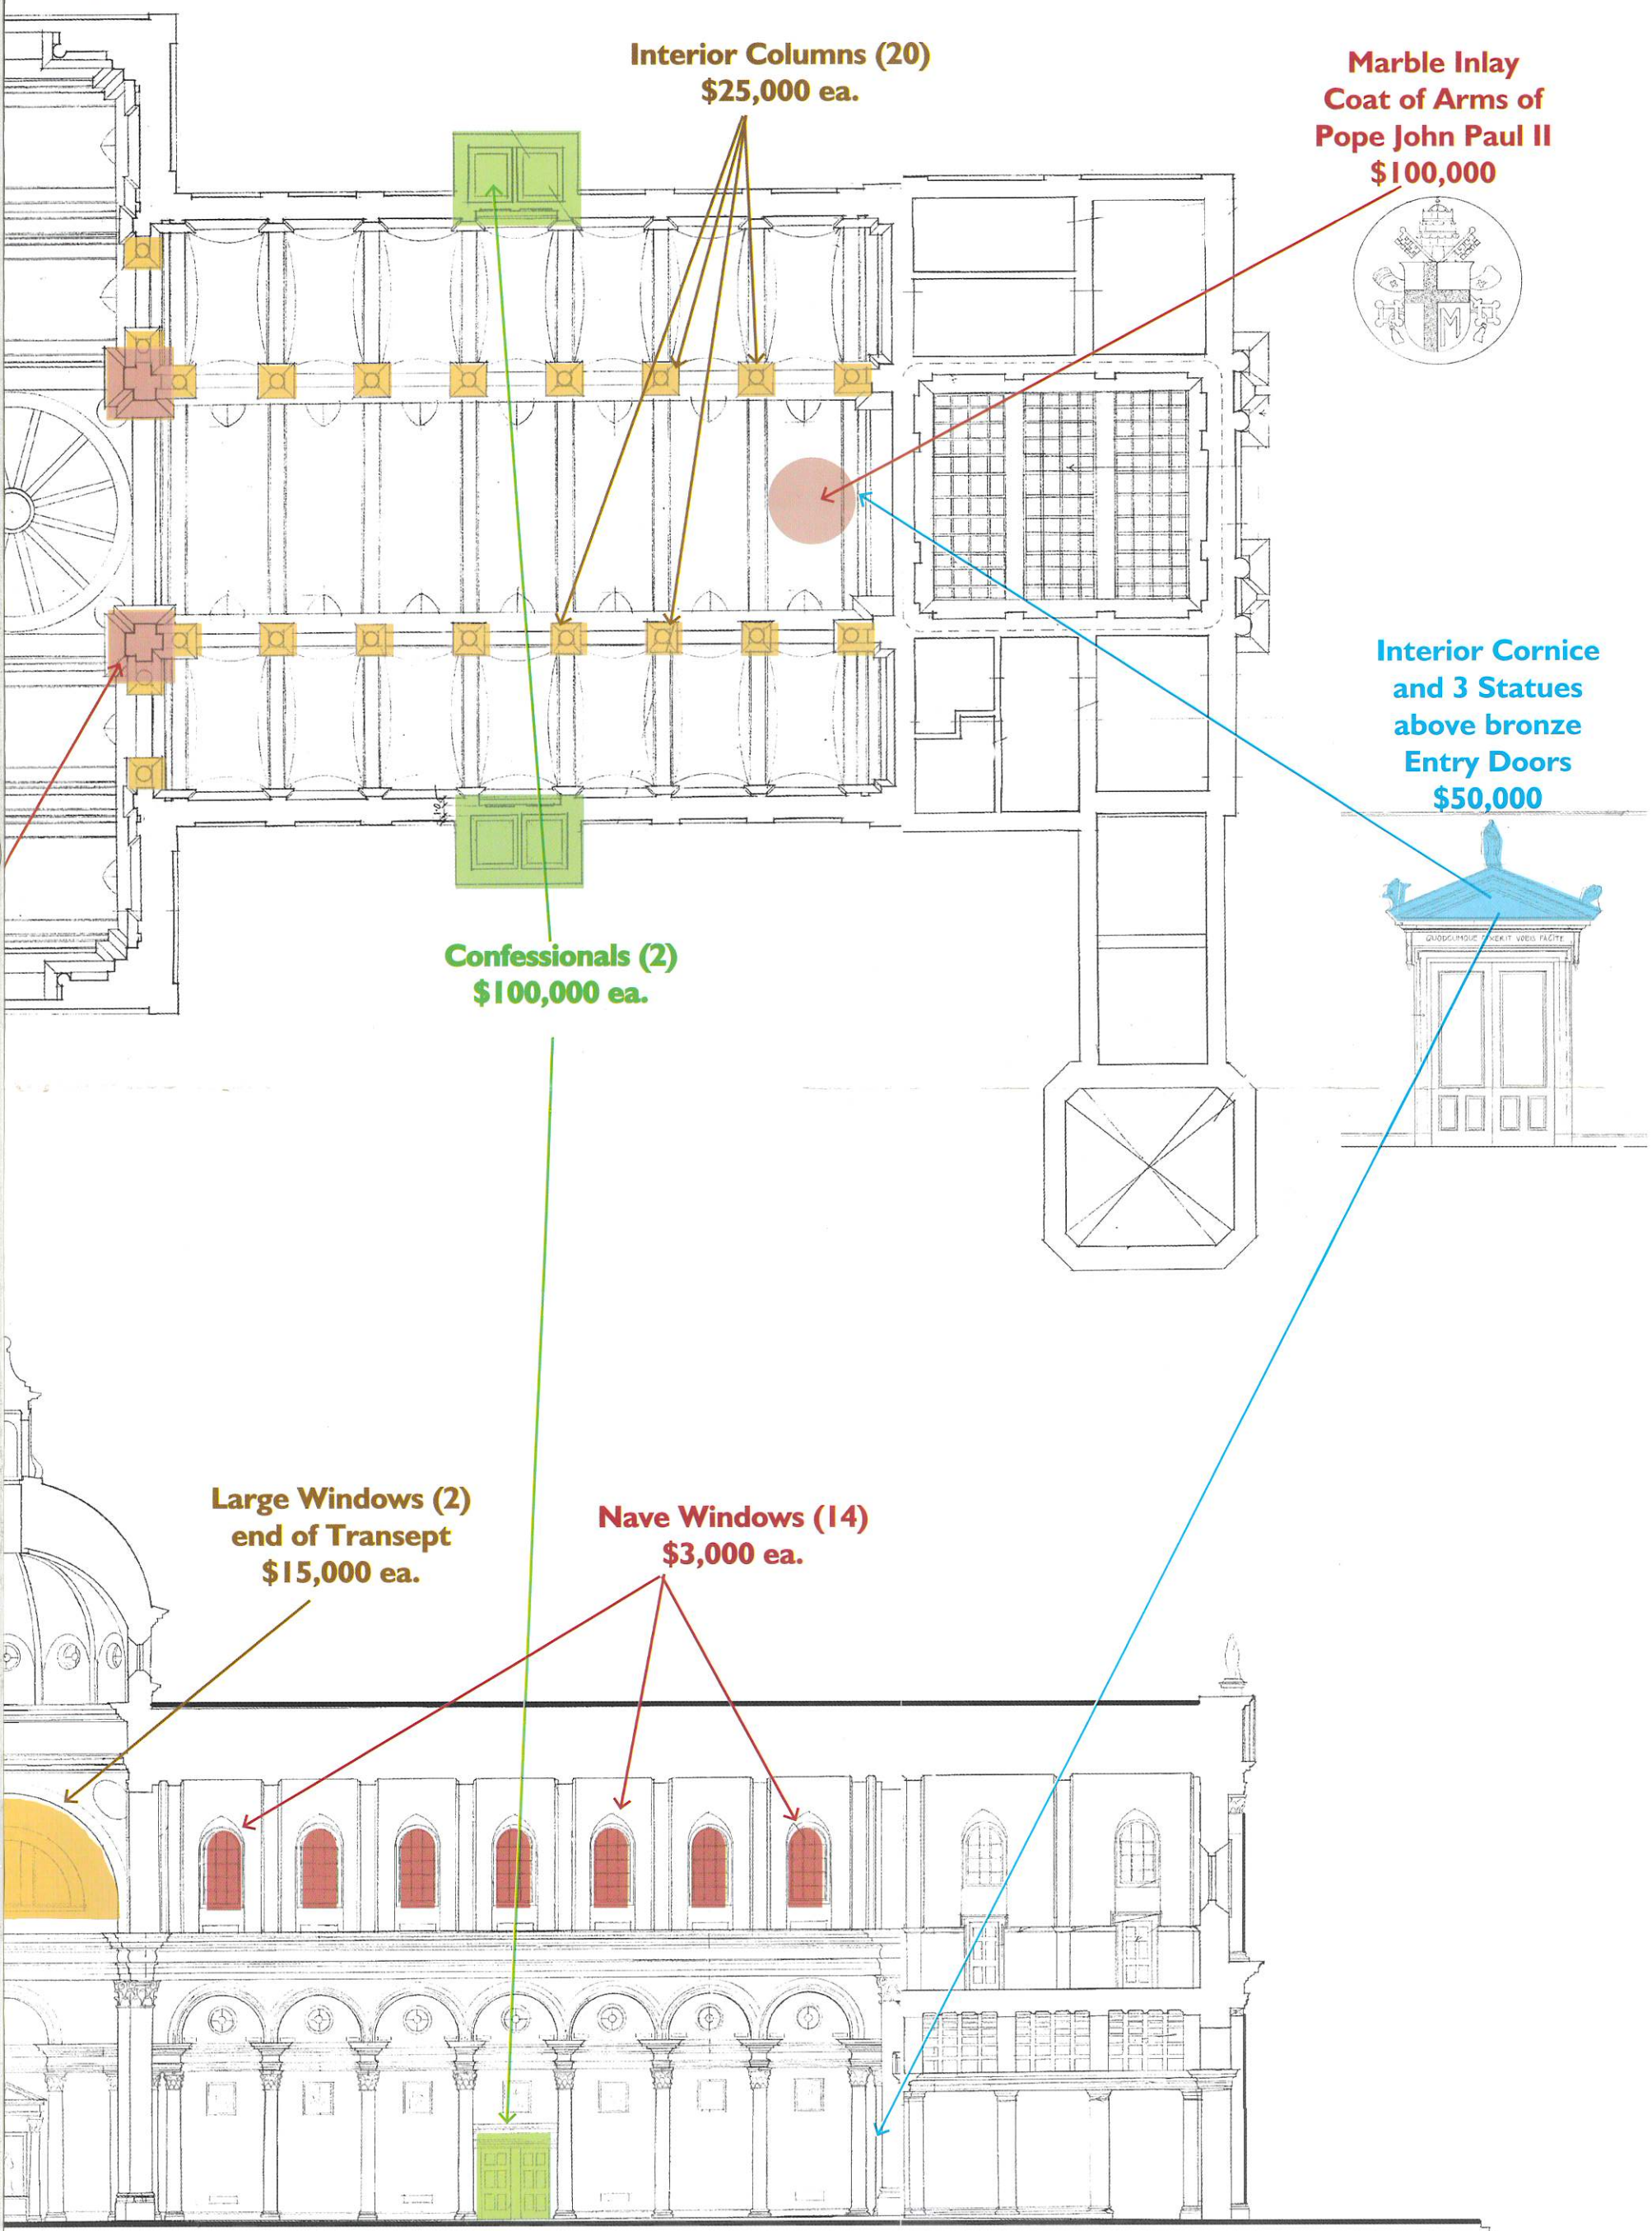 Interior Columns (20)
$25,000 ea.
Marble Inlay
Coat of Arms of
Pope John Paul II
$100,000
M
Interior Cornice
and 3 Statues
above bronze
Entry Doors
$50,000
VOBIS FACITE
Confessionals (2)
$100,000 ea.
Large Windows (2)
end of Transept
$15,000 ea.
Nave Windows (14)
$3,000 ea.